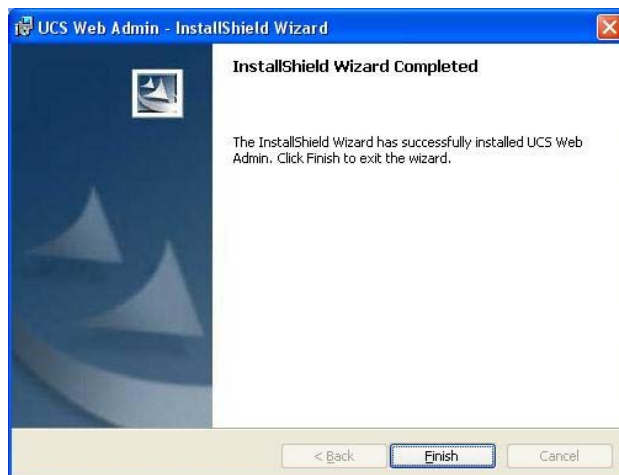 UCS Web Admin - InstallShield Wizard
InstallShield Wizard Completed
The InstallShield Wizard has successfully installed UCS Web
Admin. Click Finish to exit the wizard.
< Back
Finish
Cancel